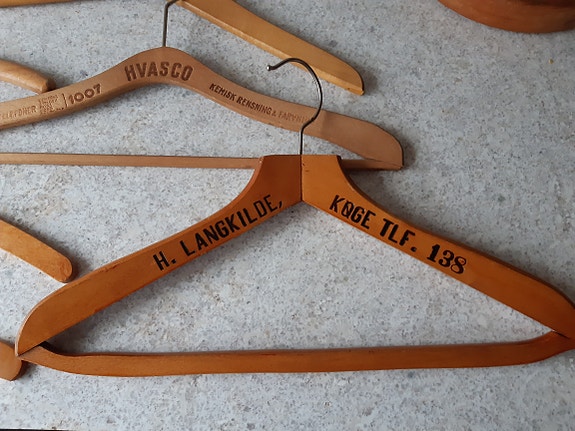 HVASCO
1007
KEMISK RENSNING &
H. LANGKILDE,
KØGE TLF. 138